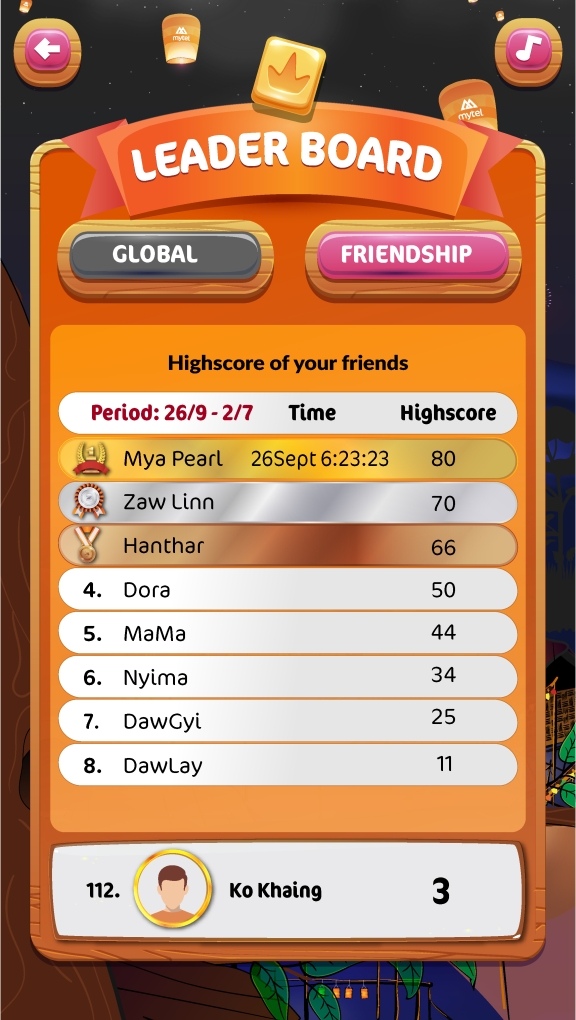 mytel
mytel
LEADER BOARD
GLOBAL FRIENDSHIP
Highscore of your friends
Period: 26/9 - 2/7 Time Highscore
1 Mya Pearl 26Sept 6:23:23 80
Zaw Linn 70
Hanthar 66
4. Dora 50
5. MaMa 44
6. Nyima 34
7. DawGyi 25
8. DawLay 11
112. Ko Khaing 3